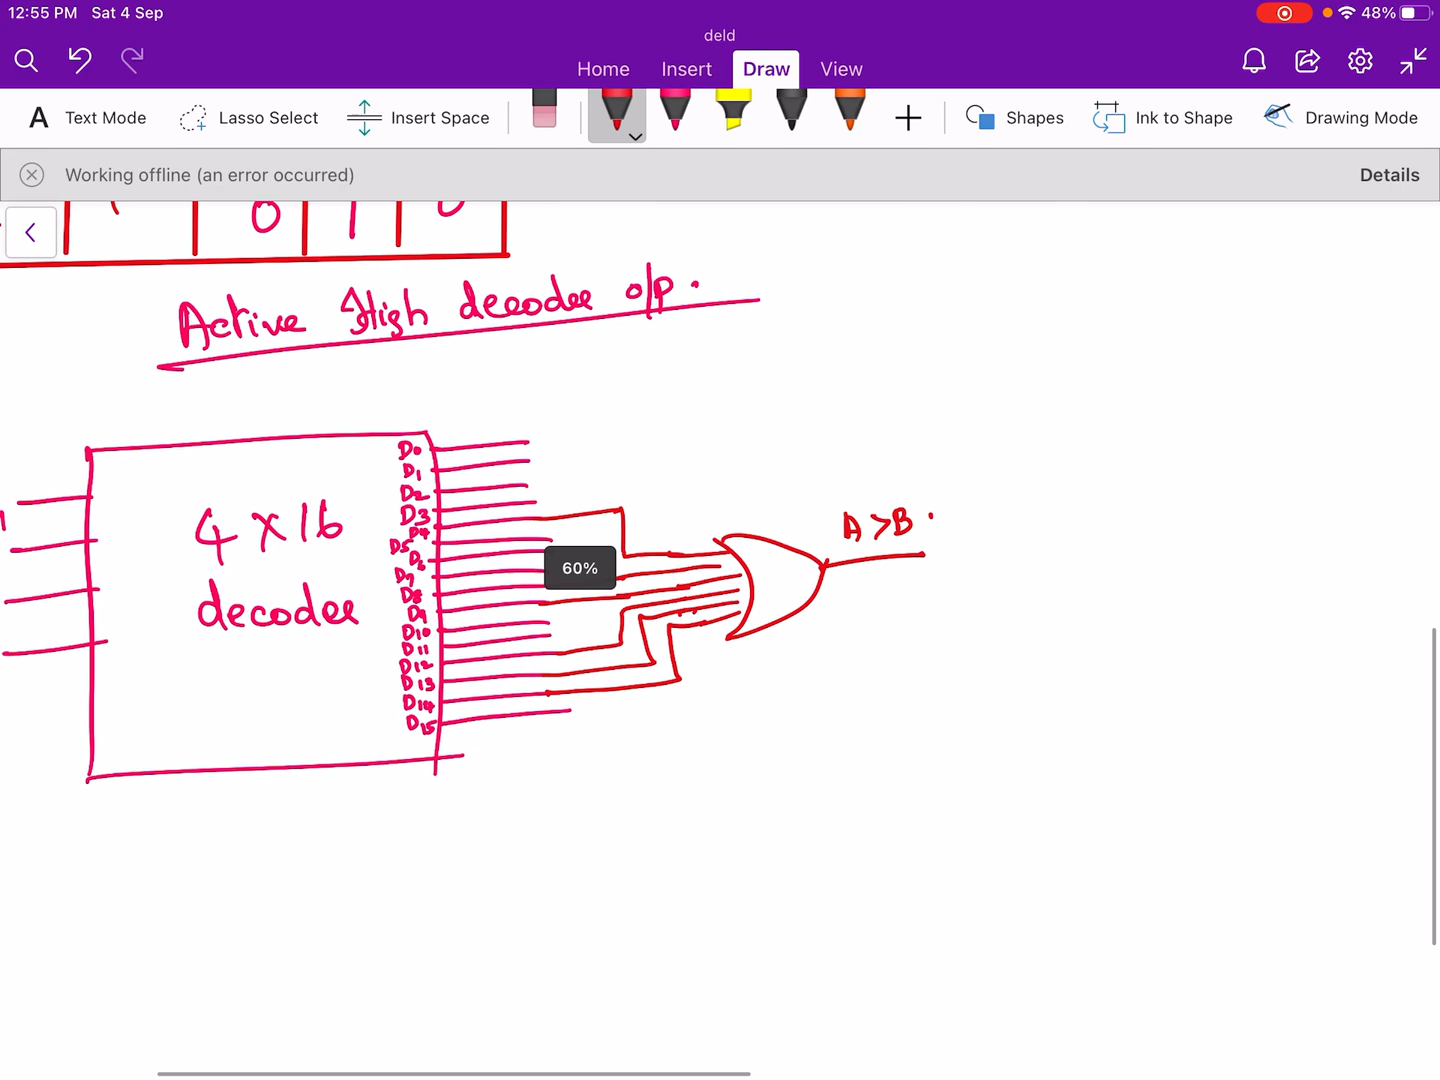 12:55 PM Sat 4 Sep
48%
deld
Home Insert Draw View
A Text Mode Lasso Select Insert Space Shapes Ink to Shape Drawing Mode
Working offline (an error occurred) Details
0 1 0
Active High decoder o/p.
D0
D1
D2
D3
D4
D5
D6
D7
D8
D9
D10
D11
D12
D13
D14
D15
4 X 16
decoder
60%
A > B .